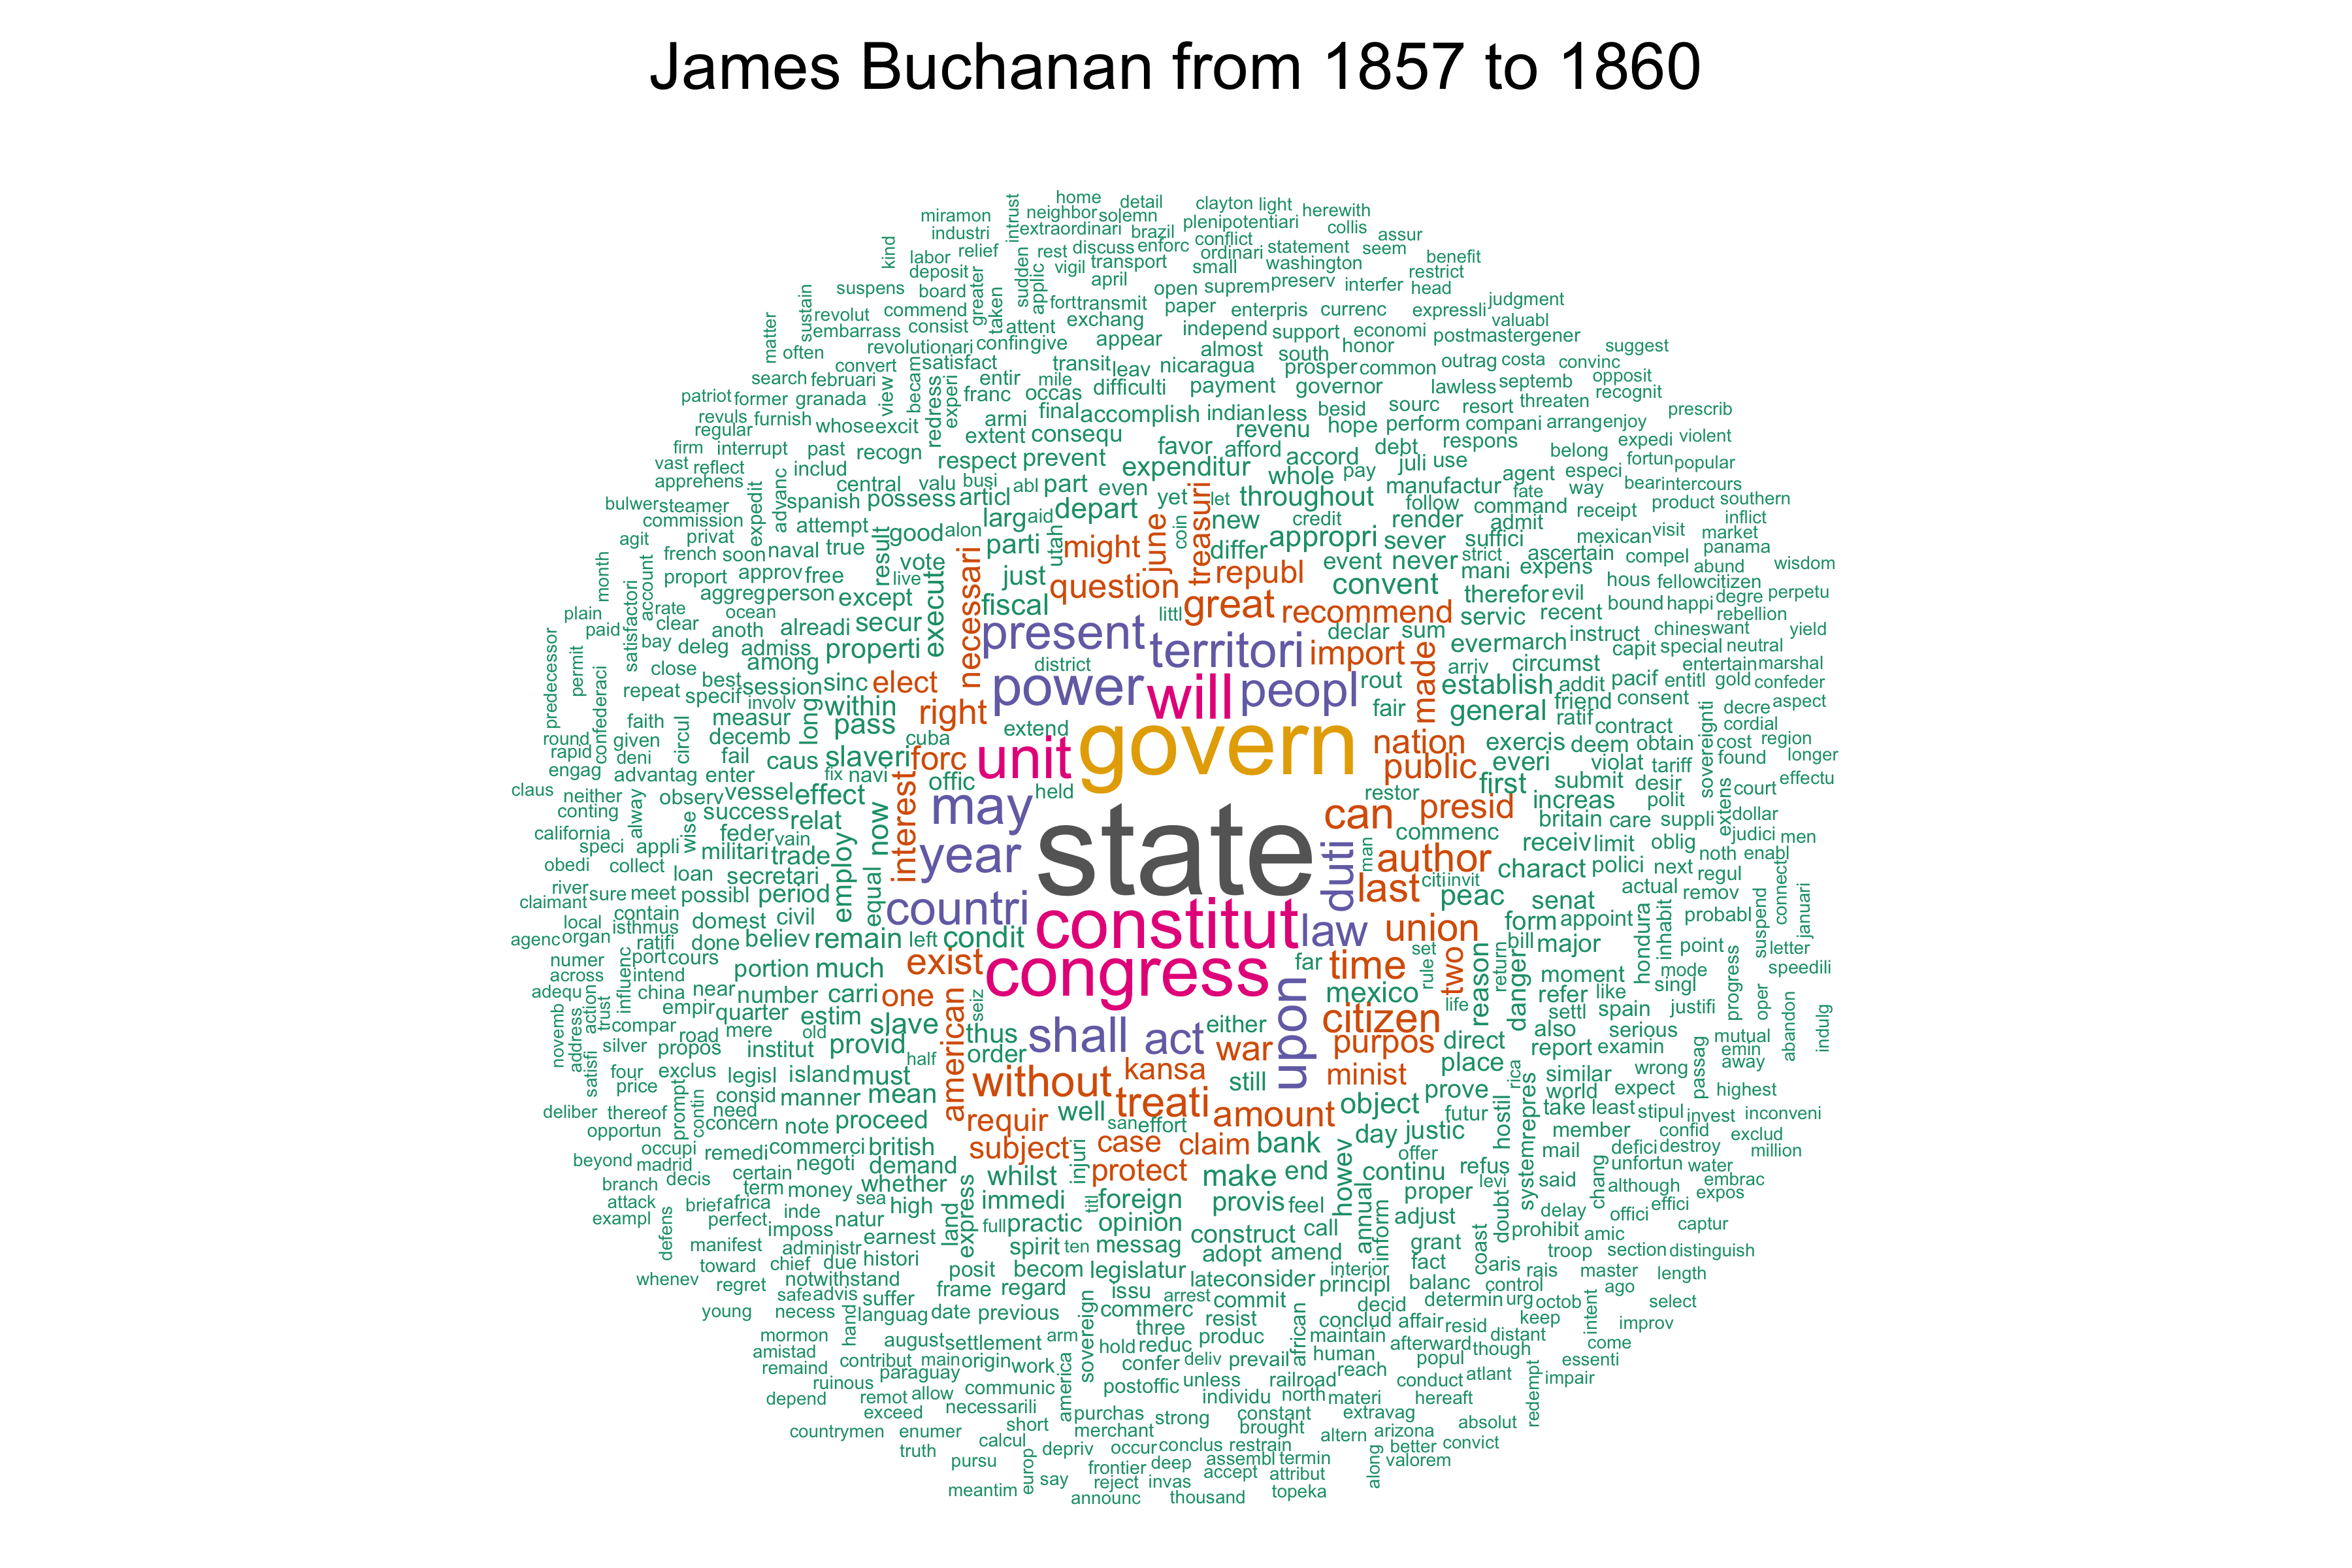 James Buchanan from 1857 to 1860
home detail clayton light herewith
miramon intrust neighbor solemn plenipotentiari collis
industri extraordinari brazil conflict assur
kind labor relief rest discuss enforc ordinari statement seem benefit
deposit vigil transport small washington restrict
suspens board greater sudden applic april open suprem preserv interfer head
matter sustain revolut commend taken fort transmit paper enterpris currenc expressli judgment
embarrass consist attent exchang independ support economi valuabl
often revolutionari confin give appear almost south honor postmastergener suggest
convert satisfact transit leav nicaragua prosper common outrag costa convinc
search februari view becam redress experi entir mile difficulti payment governor lawless septemb opposit
patriot former granada franc occas recognit
revuls furnish whose excit armi final accomplish indian less besid sourc resort threaten prescrib
regular extent consequ revenu hope perform compani arrang enjoy
firm interrupt past recogn favor afford accord debt respons expedi violent
vast reflect includ respect prevent expenditur whole pay juli use belong fortun popular
apprehens central valu busi abl part even yet let manufactur agent especi bear intercours
bulwer steamer expedit advanc spanish possess articl treasuri throughout follow fate way product southern
commission attempt larg aid depart new credit render command receipt inflict
agit privat naval true result good alon utah might june coin differ appropri sever admit suffici mexican visit market
french soon vote parti event never strict ascertain compel panama
month proport approv free live necessari just question republ convent mani expens abund wisdom
account aggreg person except execut fiscal great recommend therefor evil hous fellowcitizen
plain satisfactori rate ocean littl servic recent bound happi degre perpetu
paid clear anoth alreadi secur present declar sum ever march instruct chines want rebellion yield
predecessor permit bay deleg admiss properti territori import made capit special neutral
close among district arriv circumst entertain marshal
confederaci best session sinc elect power will peopl rout establish addit pacif entitl gold confeder
repeat specif involv within right fair general friend consent decre aspect
faith measur long pass extend ratif contract sovereignti cordial
round given circul decemb cuba govern nation exercis deem obtain cost region
rapid deni fail caus slaveri forc unit public everi violat tariff found longer
engag advantag enter fix navi offic first submit desir court effectu
claus neither observ vessel effect interest held restor increas polit extens
conting alway wise success relat now may can presid britain care suppli dollar
california feder vain commenc judici men
speci appli militari trade employ equal year state duti man author receiv limit oblig noth enabl
obedi collect loan secretari charact polici next regul connect
river sure meet possibl period last citi invit peac actual remov januari
claimant contain countri senat
local isthmus domest civil constitut law union form appoint hondura inhabit probabl suspend
agenc organ ratifi done believ remain left condit bill major point letter
numer port cours exist far time set rule two reason return danger moment mode progress speedili
across influenc intend portion much congress singl
adequ action china near number carri one american seiz mexico life refer like oper
novemb address trust empir quarter estim slave upon citizen settl spain justifi abandon indulg
compar road mere old thus shall act either also serious mutual
satisfi silver propos institut provid half order war purpos direct report examin passag emin
four exclus legisl island must kansa still minist place similar wrong away
price prompt contin consid manner mean without prove rica world expect highest
deliber thereof need treati amount object futur hostil systemrepres take least stipul invest inconveni
opportun concern note proceed requir well san effort day justic member confid exclud
occupi remedi commerci british subject case claim bank offer mail defici destroy million
beyond madrid negoti demand injuri protect end continu refus unfortun water
branch decis certain whether whilst make howev levi said chang although embrac
attack brief africa term money sea high express immedi titl foreign provis feel annual proper doubt delay offici effici expos
exampl defens perfect inde natur land full practic opinion construct call inform adjust prohibit amic captur
manifest imposs administr earnest spirit ten messag adopt amend grant coast troop section distinguish
toward chief due histori posit becom legislatur late consider interior fact caris rais master length
whenev regret notwithstand frame regard issu arrest principl balanc control ago
safe advis suffer commit decid determin urg octob intent select
young necess hand languag date previous sovereign commerc resist conclud affair resid keep improv
mormon august settlement arm three produc african maintain distant come
amistad contribut main origin work america hold reduc human afterward though
remaind paraguay confer deliv prevail reach popul essenti
ruinous remot allow communic postoffic unless railroad conduct atlant redempt impair
depend individu north materi hereaft
exceed necessarili purchas strong constant extravag absolut
countrymen enumer short merchant brought altern arizona
truth calcul depriv occur conclus restrain along better convict
pursu europ frontier deep assembl termin valorem
say reject invas accept attribut
meantim announc thousand topeka